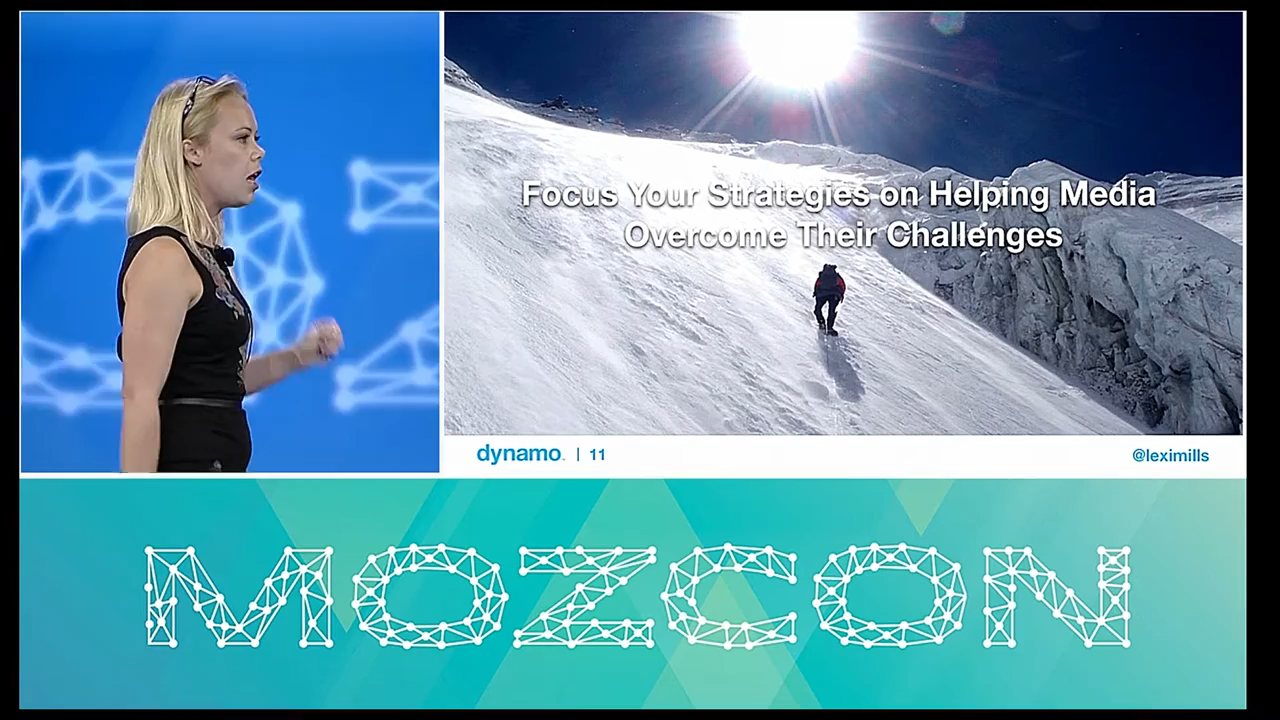 Focus Your Strategies on Helping Media
Overcome Their Challenges
dynamo. | 11
@leximills
MOZCON